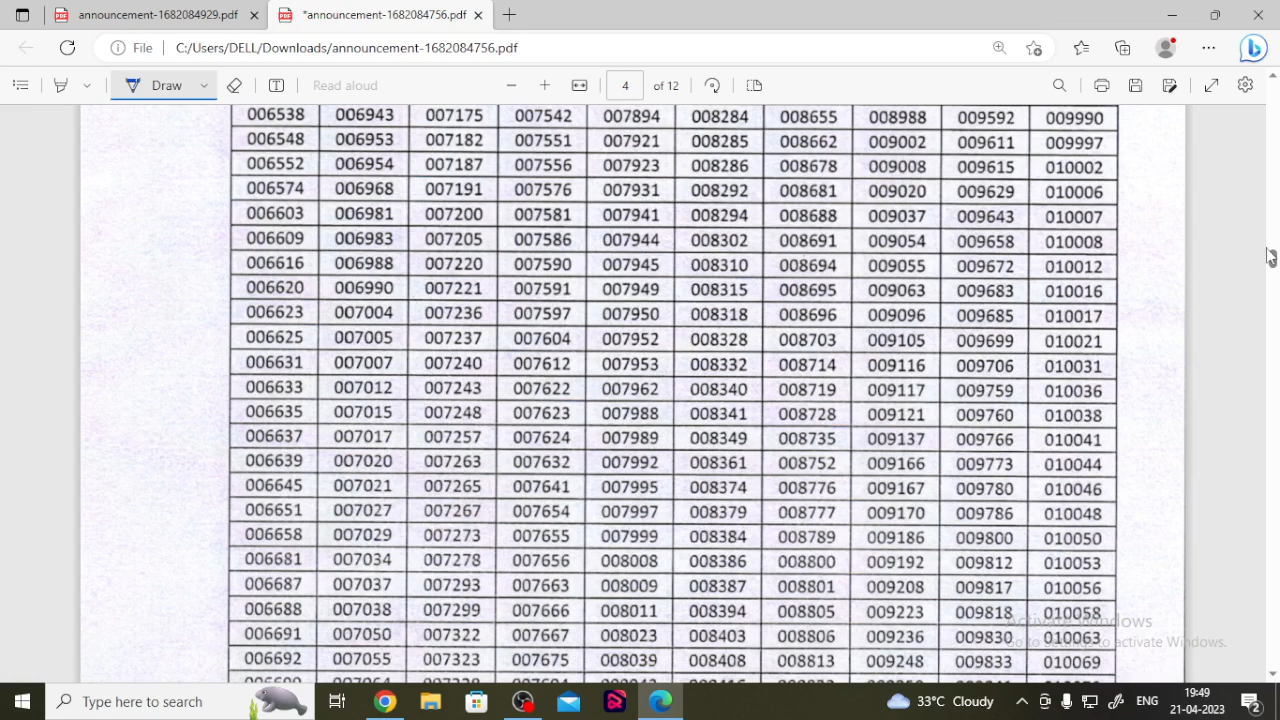 announcement-1682084929.pdf
*announcement-1682084756.pdf
File C:/Users/DELL/Downloads/announcement-1682084756.pdf
Draw Read aloud 4 of 12
006538 006943 007175 007542 007894 008284 008655 008988 009592 009990
006548 006953 007182 007551 007921 008285 008662 009002 009611 009997
006552 006954 007187 007556 007923 008286 008678 009008 009615 010002
006574 006968 007191 007576 007931 008292 008681 009020 009629 010006
006603 006981 007200 007581 007941 008294 008688 009037 009643 010007
006609 006983 007205 007586 007944 008302 008691 009054 009658 010008
006616 006988 007220 007590 007945 008310 008694 009055 009672 010012
006620 006990 007221 007591 007949 008315 008695 009063 009683 010016
006623 007004 007236 007597 007950 008318 008696 009096 009685 010017
006625 007005 007237 007604 007952 008328 008703 009105 009699 010021
006631 007007 007240 007612 007953 008332 008714 009116 009706 010031
006633 007012 007243 007622 007962 008340 008719 009117 009759 010036
006635 007015 007248 007623 007988 008341 008728 009121 009760 010038
006637 007017 007257 007624 007989 008349 008735 009137 009766 010041
006639 007020 007263 007632 007992 008361 008752 009166 009773 010044
006645 007021 007265 007641 007995 008374 008776 009167 009780 010046
006651 007027 007267 007654 007997 008379 008777 009170 009786 010048
006658 007029 007273 007655 007999 008384 008789 009186 009800 010050
006681 007034 007278 007656 008008 008386 008800 009192 009812 010053
006687 007037 007293 007663 008009 008387 008801 009208 009817 010056
006688 007038 007299 007666 008011 008394 008805 009223 009818 010058
006691 007050 007322 007667 008023 008403 008806 009236 009830 010063
006692 007055 007323 007675 008039 008408 008813 009248 009833 010069
Activate Windows
Go to Settings to activate Windows.
Type here to search
33°C Cloudy
ENG
19:49
21-04-2023
2